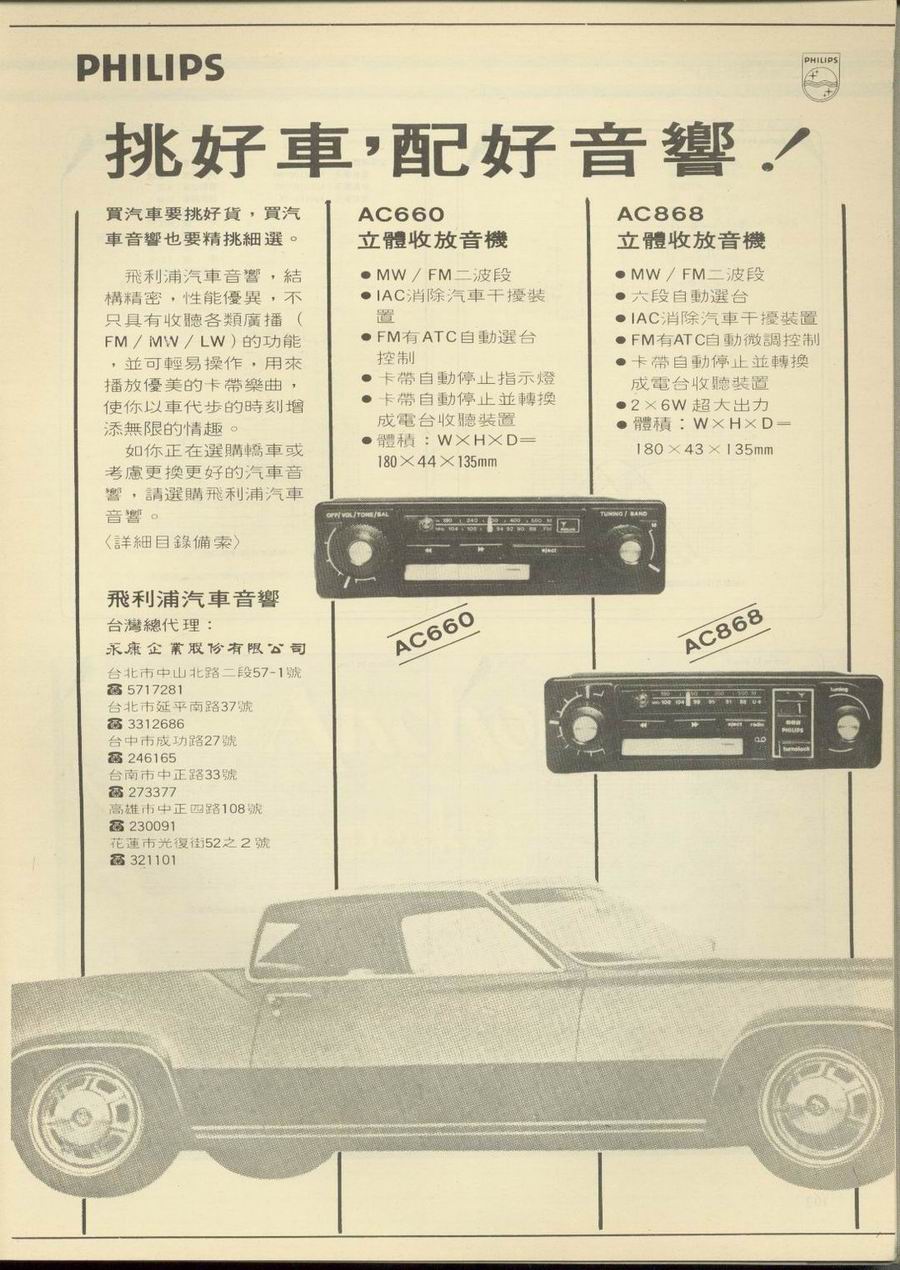 PHILIPS
PHILIPS
挑好車,配好音響!
買汽車要挑好貨,買汽
車音響也要精挑細選。
飛利浦汽車音響,結
構精密,性能優異,不
只具有收聽各類廣播(
FM/MW/LW)的功能
,並可輕易操作,用來
播放優美的卡帶樂曲,
使你以車代步的時刻增
添無限的情趣。
如你正在選購轎車或
考慮更換更好的汽車音
響,請選購飛利浦汽車
音響。
〈詳細目錄備索〉
飛利浦汽車音響
台灣總代理:
永康企業股份有限公司
台北市中山北路二段57-1號
☎ 5717281
台北市延平南路37號
☎ 3312686
台中市成功路27號
☎ 246165
台南市中正路33號
☎ 273377
高雄市中正四路108號
☎ 230091
花蓮市光復街52之2號
☎ 321101
AC660
立體收放音機
●MW/FM二波段
●IAC消除汽車干擾裝
置
●FM有ATC自動選台
控制
●卡帶自動停止指示燈
●卡帶自動停止並轉換
成電台收聽裝置
●體積:W×H×D=
180×44×135mm
AC868
立體收放音機
●MW/FM二波段
●六段自動選台
●IAC消除汽車干擾裝置
●FM有ATC自動微調控制
●卡帶自動停止並轉換
成電台收聽裝置
●2×6W超大出力
●體積:W×H×D=
180×43×135mm
OFF/VOL/TONE/BAL
TUNING / BAND
eject
AC660
AC868
tuning
eject radio
PHILIPS
turnolock